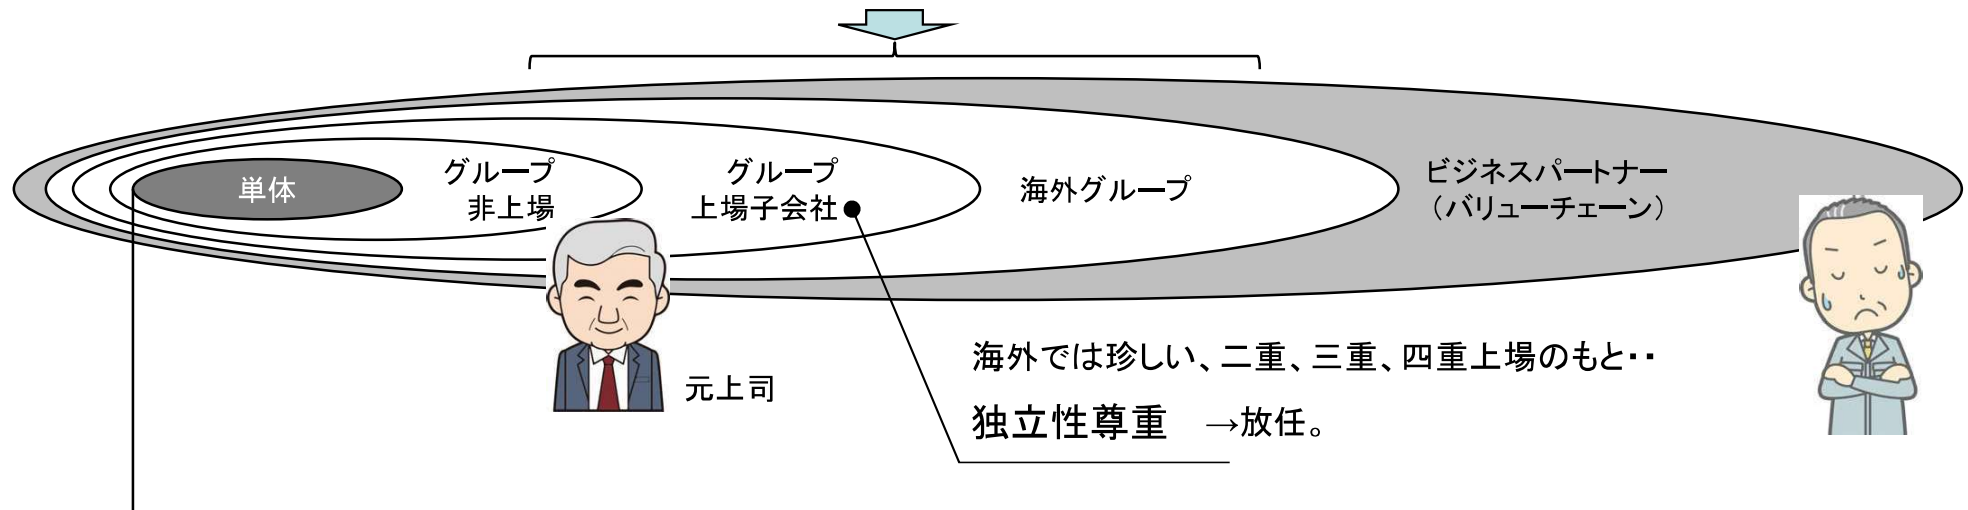 単体
グループ
非上場
グループ
上場子会社
海外グループ
ビジネスパートナー
（バリューチェーン）
元上司
海外では珍しい、二重、三重、四重上場のもと・・
独立性尊重　→放任。